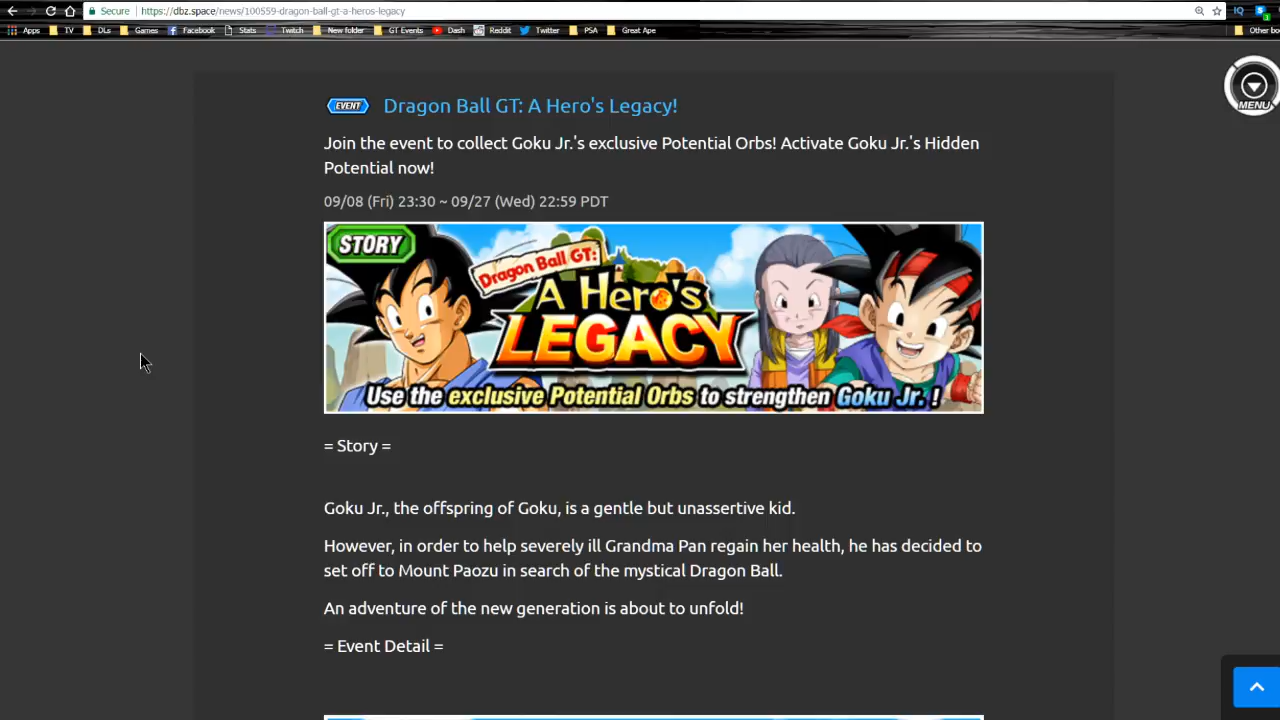 Secure | https://dbz.space/news/100559-dragon-ball-gt-a-heros-legacy
Apps TV DLs Games Facebook Stats Twitch New folder GT Events Dash Reddit Twitter PSA Great Ape Other bo
MENU
EVENT Dragon Ball GT: A Hero's Legacy!
Join the event to collect Goku Jr.'s exclusive Potential Orbs! Activate Goku Jr.'s Hidden
Potential now!
09/08 (Fri) 23:30 ~ 09/27 (Wed) 22:59 PDT
STORY
Dragon Ball GT:
A Hero's
LEGACY
Use the exclusive Potential Orbs to strengthen Goku Jr. !
= Story =
Goku Jr., the offspring of Goku, is a gentle but unassertive kid.
However, in order to help severely ill Grandma Pan regain her health, he has decided to
set off to Mount Paozu in search of the mystical Dragon Ball.
An adventure of the new generation is about to unfold!
= Event Detail =